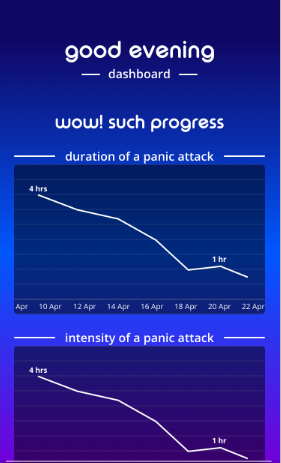 good evening
dashboard
wow! such progress
duration of a panic attack
4 hrs
1 hr
Apr 10 Apr 12 Apr 14 Apr 16 Apr 18 Apr 20 Apr 22 Apr
intensity of a panic attack
4 hrs
1 hr